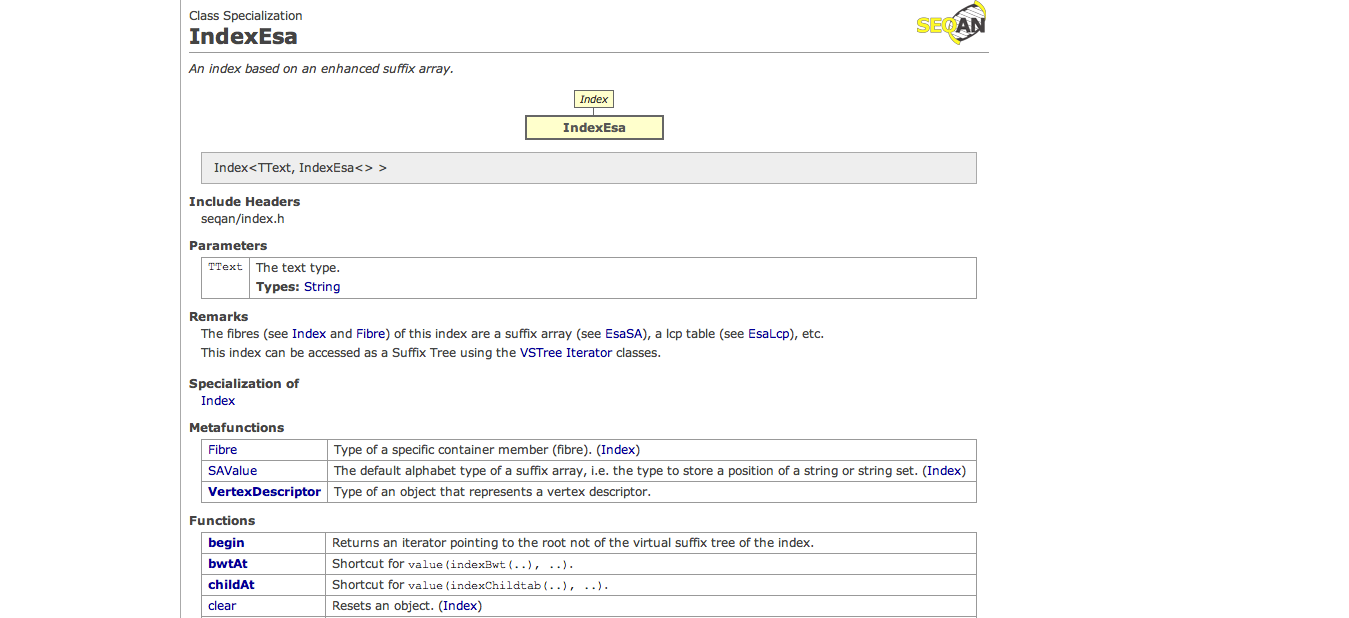 Class Specialization
SEQAN
IndexEsa
An index based on an enhanced suffix array.
Index
IndexEsa
Index<TText, IndexEsa<> >
Include Headers
seqan/index.h
Parameters
TText The text type.
Types: String
Remarks
The fibres (see Index and Fibre) of this index are a suffix array (see EsaSA), a lcp table (see EsaLcp), etc.
This index can be accessed as a Suffix Tree using the VSTree Iterator classes.
Specialization of
Index
Metafunctions
Fibre Type of a specific container member (fibre). (Index)
SAValue The default alphabet type of a suffix array, i.e. the type to store a position of a string or string set. (Index)
VertexDescriptor Type of an object that represents a vertex descriptor.
Functions
begin Returns an iterator pointing to the root not of the virtual suffix tree of the index.
bwtAt Shortcut for value(indexBwt(..), ..).
childAt Shortcut for value(indexChildtab(..), ..).
clear Resets an object. (Index)